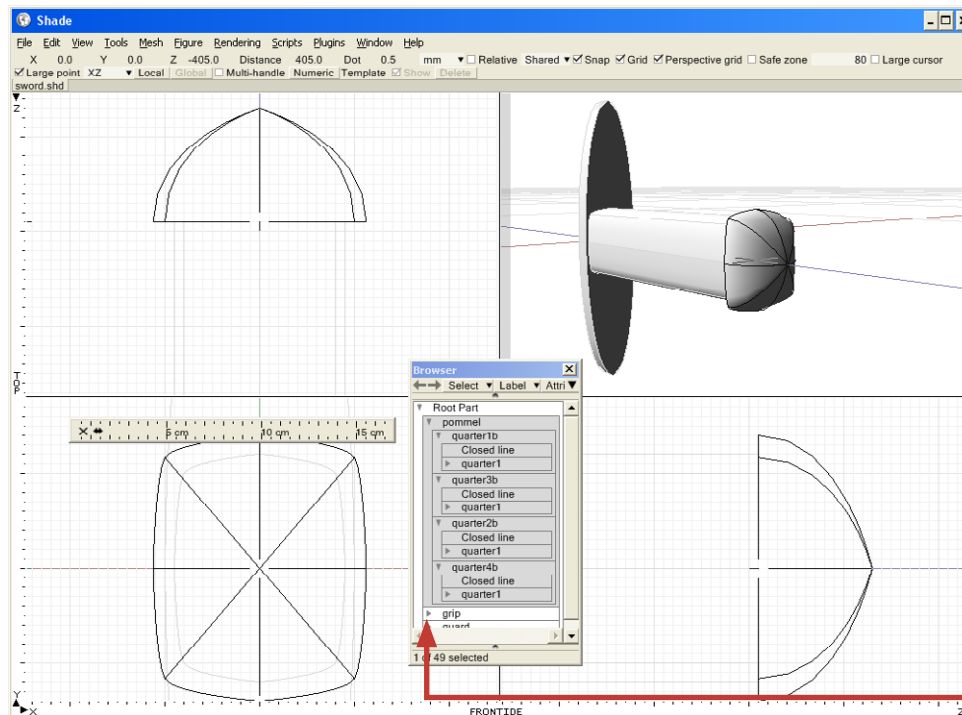 Shade
File Edit View Tools Mesh Figure Rendering Scripts Plugins Window Help
X 0.0 Y 0.0 Z -405.0 Distance 405.0 Dot 0.5 mm Relative Shared Snap Grid Perspective grid Safe zone 80 Large cursor
Large point XZ Local Global Multi-handle Numeric Template Show Delete
sword.shd
Z
TOP
Browser
Select Label Attri
Root Part
pommel
quarter1b
Closed line
quarter1
quarter3b
Closed line
quarter1
quarter2b
Closed line
quarter1
quarter4b
Closed line
quarter1
grip
guard
1 of 49 selected
5 cm 10 cm 15 cm
Y
X
FRONTIDE
Z